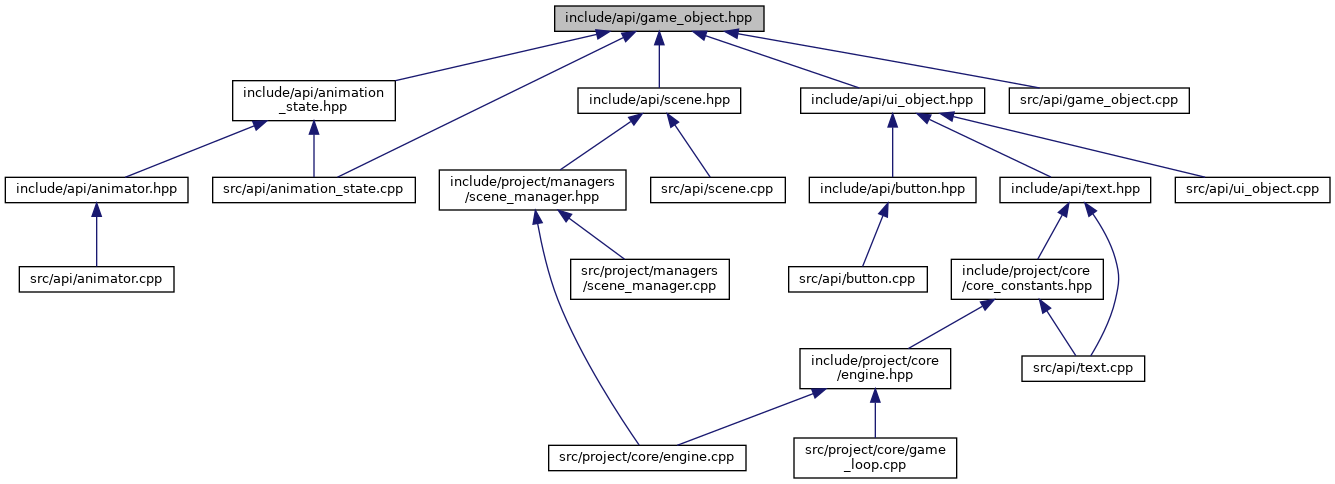 include/api/game_object.hpp
include/api/animation
_state.hpp
include/api/scene.hpp
include/api/ui_object.hpp
src/api/game_object.cpp
include/api/animator.hpp
src/api/animation_state.cpp
include/project/managers
/scene_manager.hpp
src/api/scene.cpp
include/api/button.hpp
include/api/text.hpp
src/api/ui_object.cpp
src/api/animator.cpp
src/project/managers
/scene_manager.cpp
src/api/button.cpp
include/project/core
/core_constants.hpp
include/project/core
/engine.hpp
src/api/text.cpp
src/project/core/engine.cpp
src/project/core/game
_loop.cpp